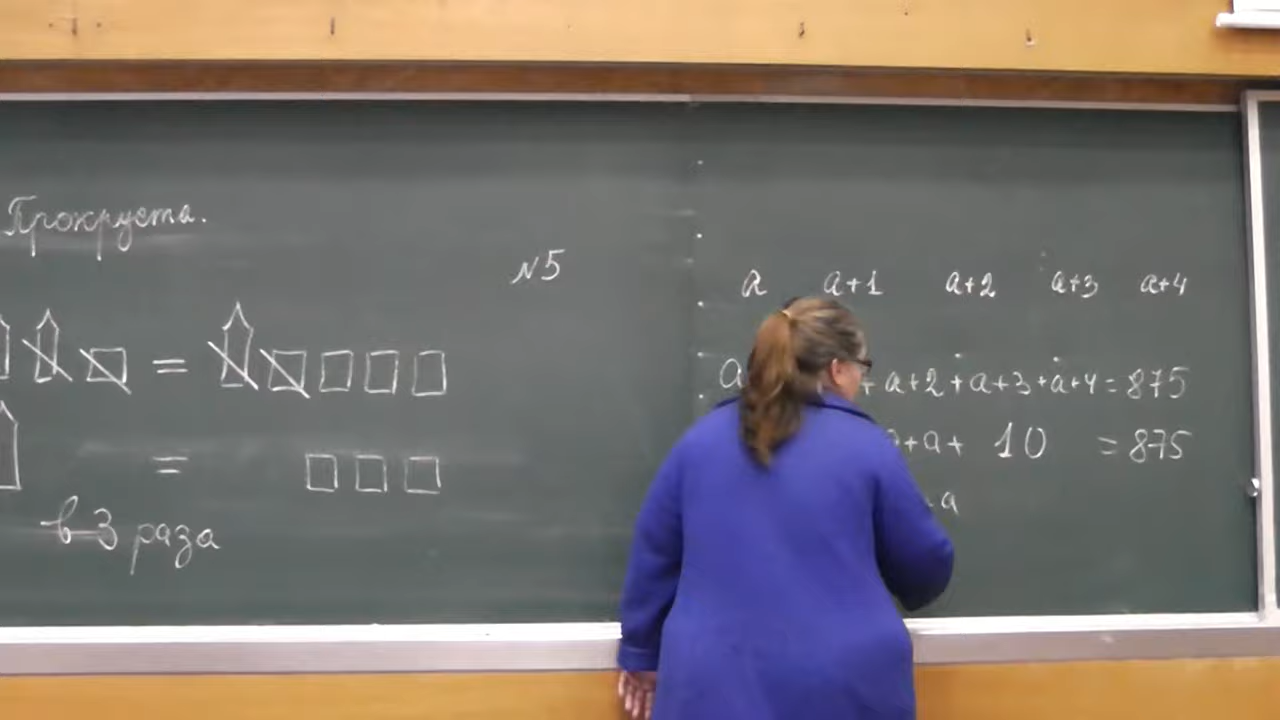 Прокруста.
=
=
в 3 раза
№5
a a+1 a+2 a+3 a+4
a + a+2 + a+3 + a+4 = 875
+a+ 10 = 875
a